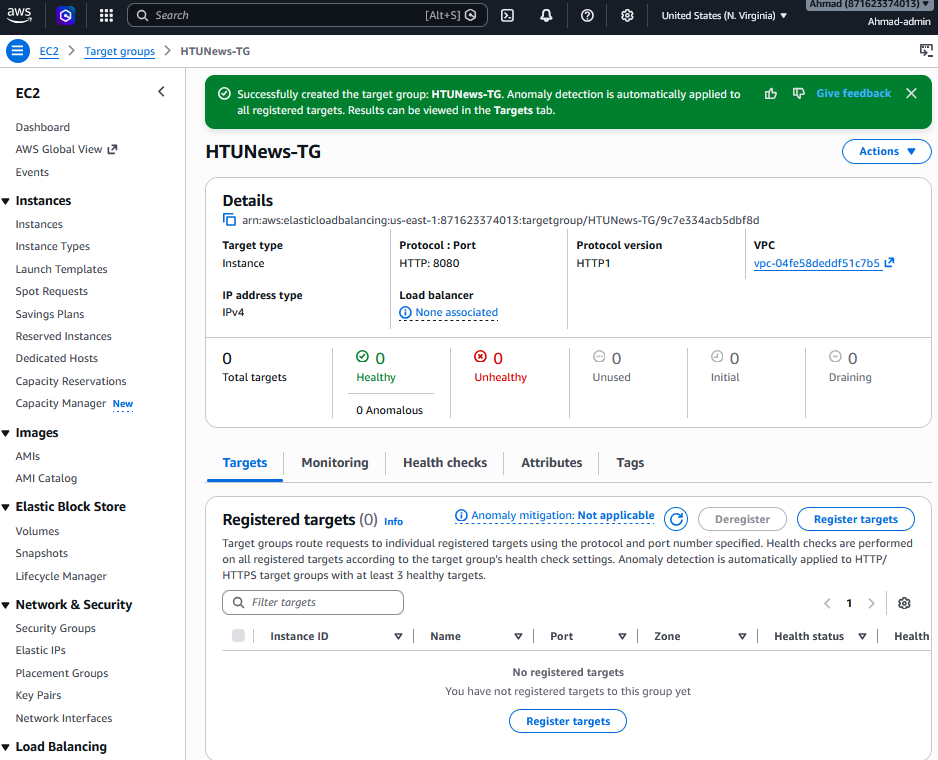 aws
Search
[Alt+S]
United States (N. Virginia)
Ahmad (871623374013)
Ahmad-admin
EC2
Target groups
HTUNews-TG
EC2
Dashboard
AWS Global View
Events
Instances
Instances
Instance Types
Launch Templates
Spot Requests
Savings Plans
Reserved Instances
Dedicated Hosts
Capacity Reservations
Capacity Manager New
Images
AMIs
AMI Catalog
Elastic Block Store
Volumes
Snapshots
Lifecycle Manager
Network & Security
Security Groups
Elastic IPs
Placement Groups
Key Pairs
Network Interfaces
Load Balancing
Successfully created the target group: HTUNews-TG. Anomaly detection is automatically applied to
all registered targets. Results can be viewed in the Targets tab.
Give feedback
HTUNews-TG
Actions
Details
arn:aws:elasticloadbalancing:us-east-1:871623374013:targetgroup/HTUNews-TG/9c7e334acb5dbf8d
Target type
Instance
Protocol : Port
HTTP: 8080
Protocol version
HTTP1
VPC
vpc-04fe58deddf51c7b5
IP address type
IPv4
Load balancer
None associated
0
Total targets
0
Healthy
0 Anomalous
0
Unhealthy
0
Unused
0
Initial
0
Draining
Targets
Monitoring
Health checks
Attributes
Tags
Registered targets (0) Info
Anomaly mitigation: Not applicable
Deregister
Register targets
Target groups route requests to individual registered targets using the protocol and port number specified. Health checks are performed
on all registered targets according to the target group's health check settings. Anomaly detection is automatically applied to HTTP/
HTTPS target groups with at least 3 healthy targets.
Filter targets
1
Instance ID
Name
Port
Zone
Health status
Health
No registered targets
You have not registered targets to this group yet
Register targets